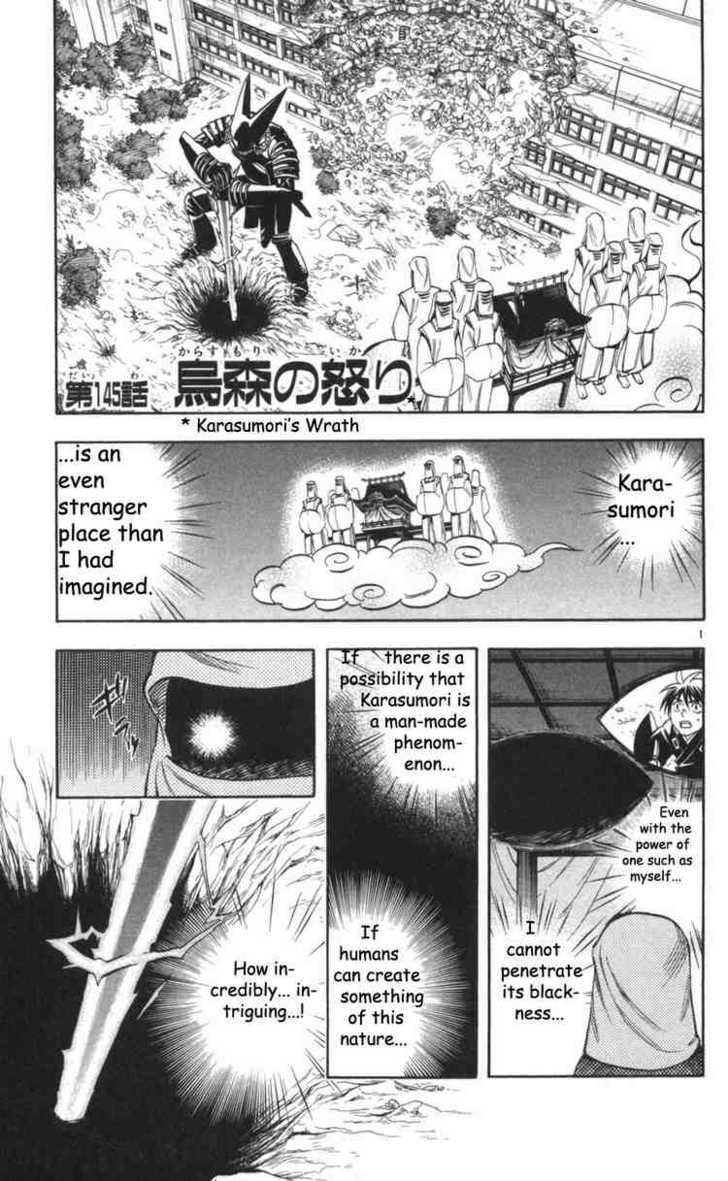 からすもり いか
だい わ
第145話 烏森の怒り*
* Karasumori's Wrath
Kara-
sumori
...
...is an
even
stranger
place than
I had
imagined.
1
Even
with the
power of
one such as
myself...
I
cannot
penetrate
its black-
ness...
If there is a
possibility that
Karasumori is
a man-made
phenom-
enon...
If
humans
can create
something
of this
nature...
ギラッ
How in-
credibly... in-
triguing...!